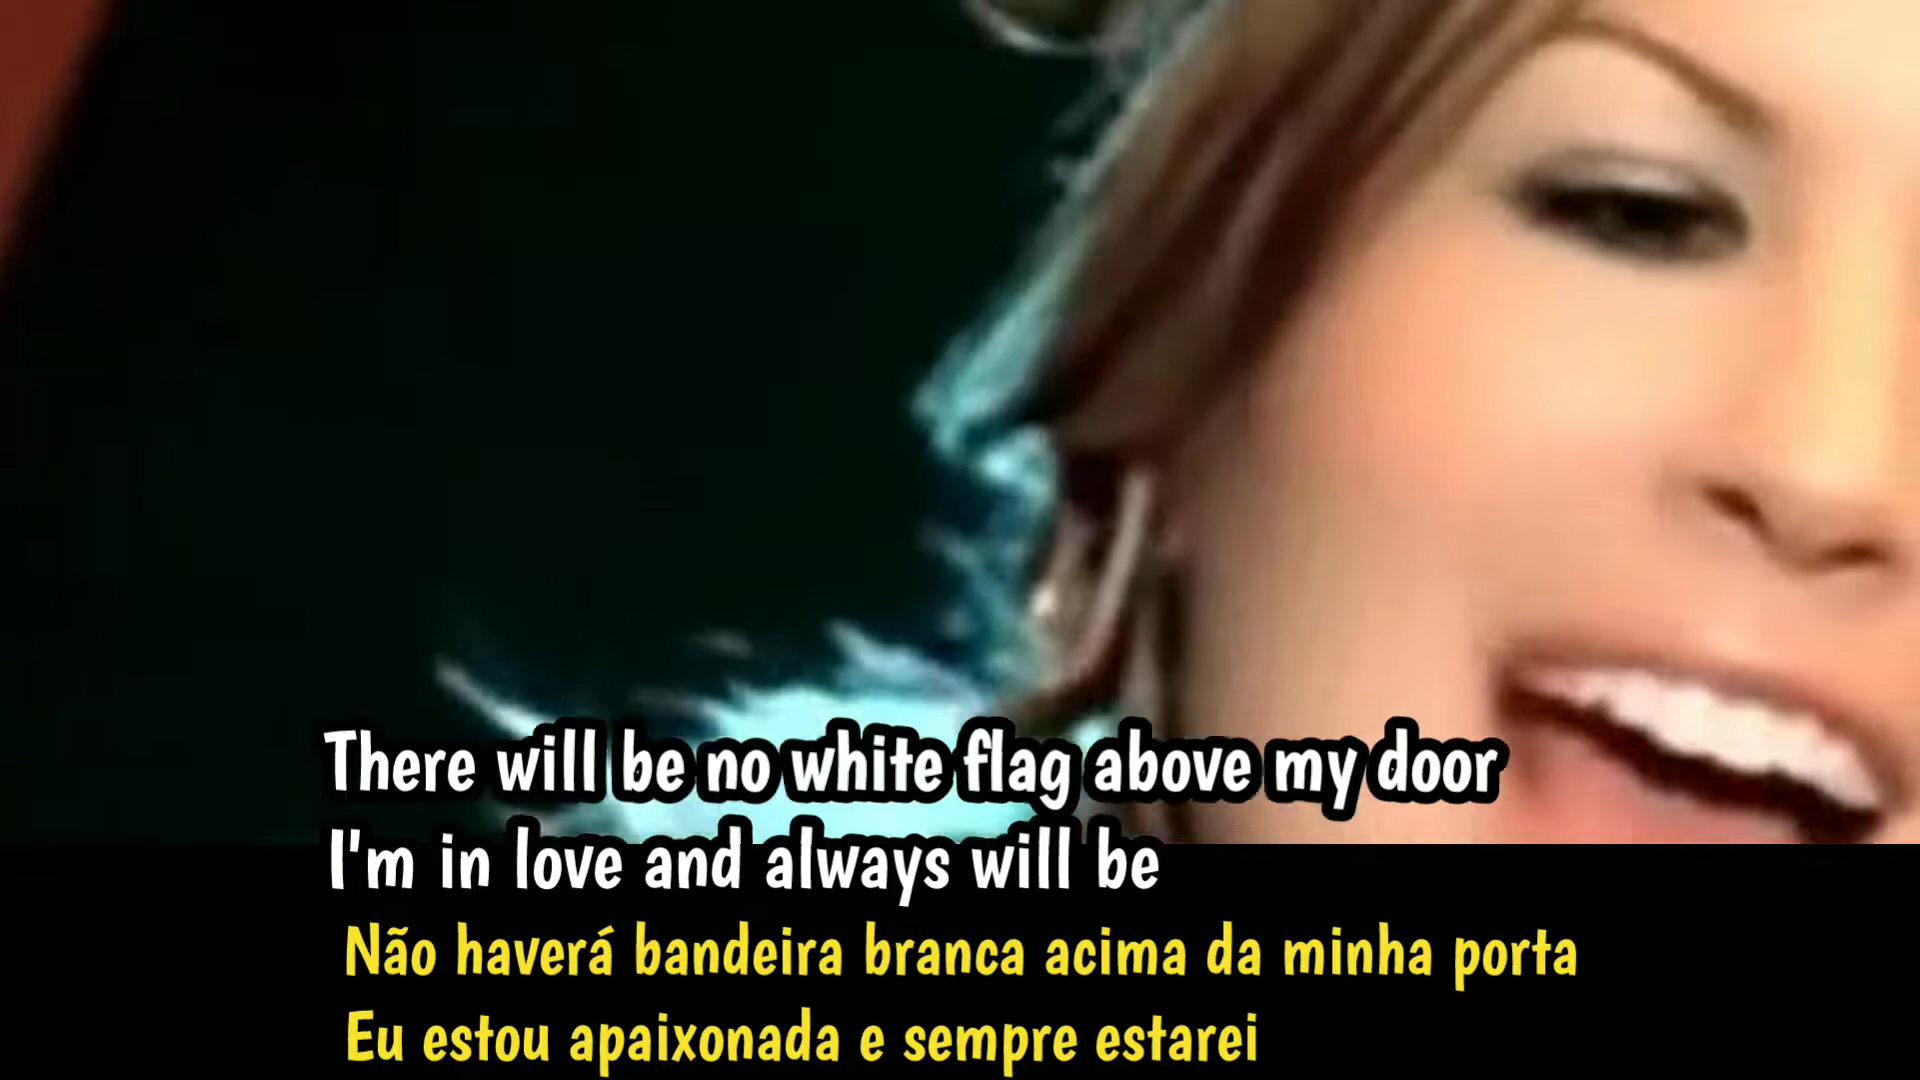 There will be no white flag above my door
I'm in love and always will be
Não haverá bandeira branca acima da minha porta
Eu estou apaixonada e sempre estarei